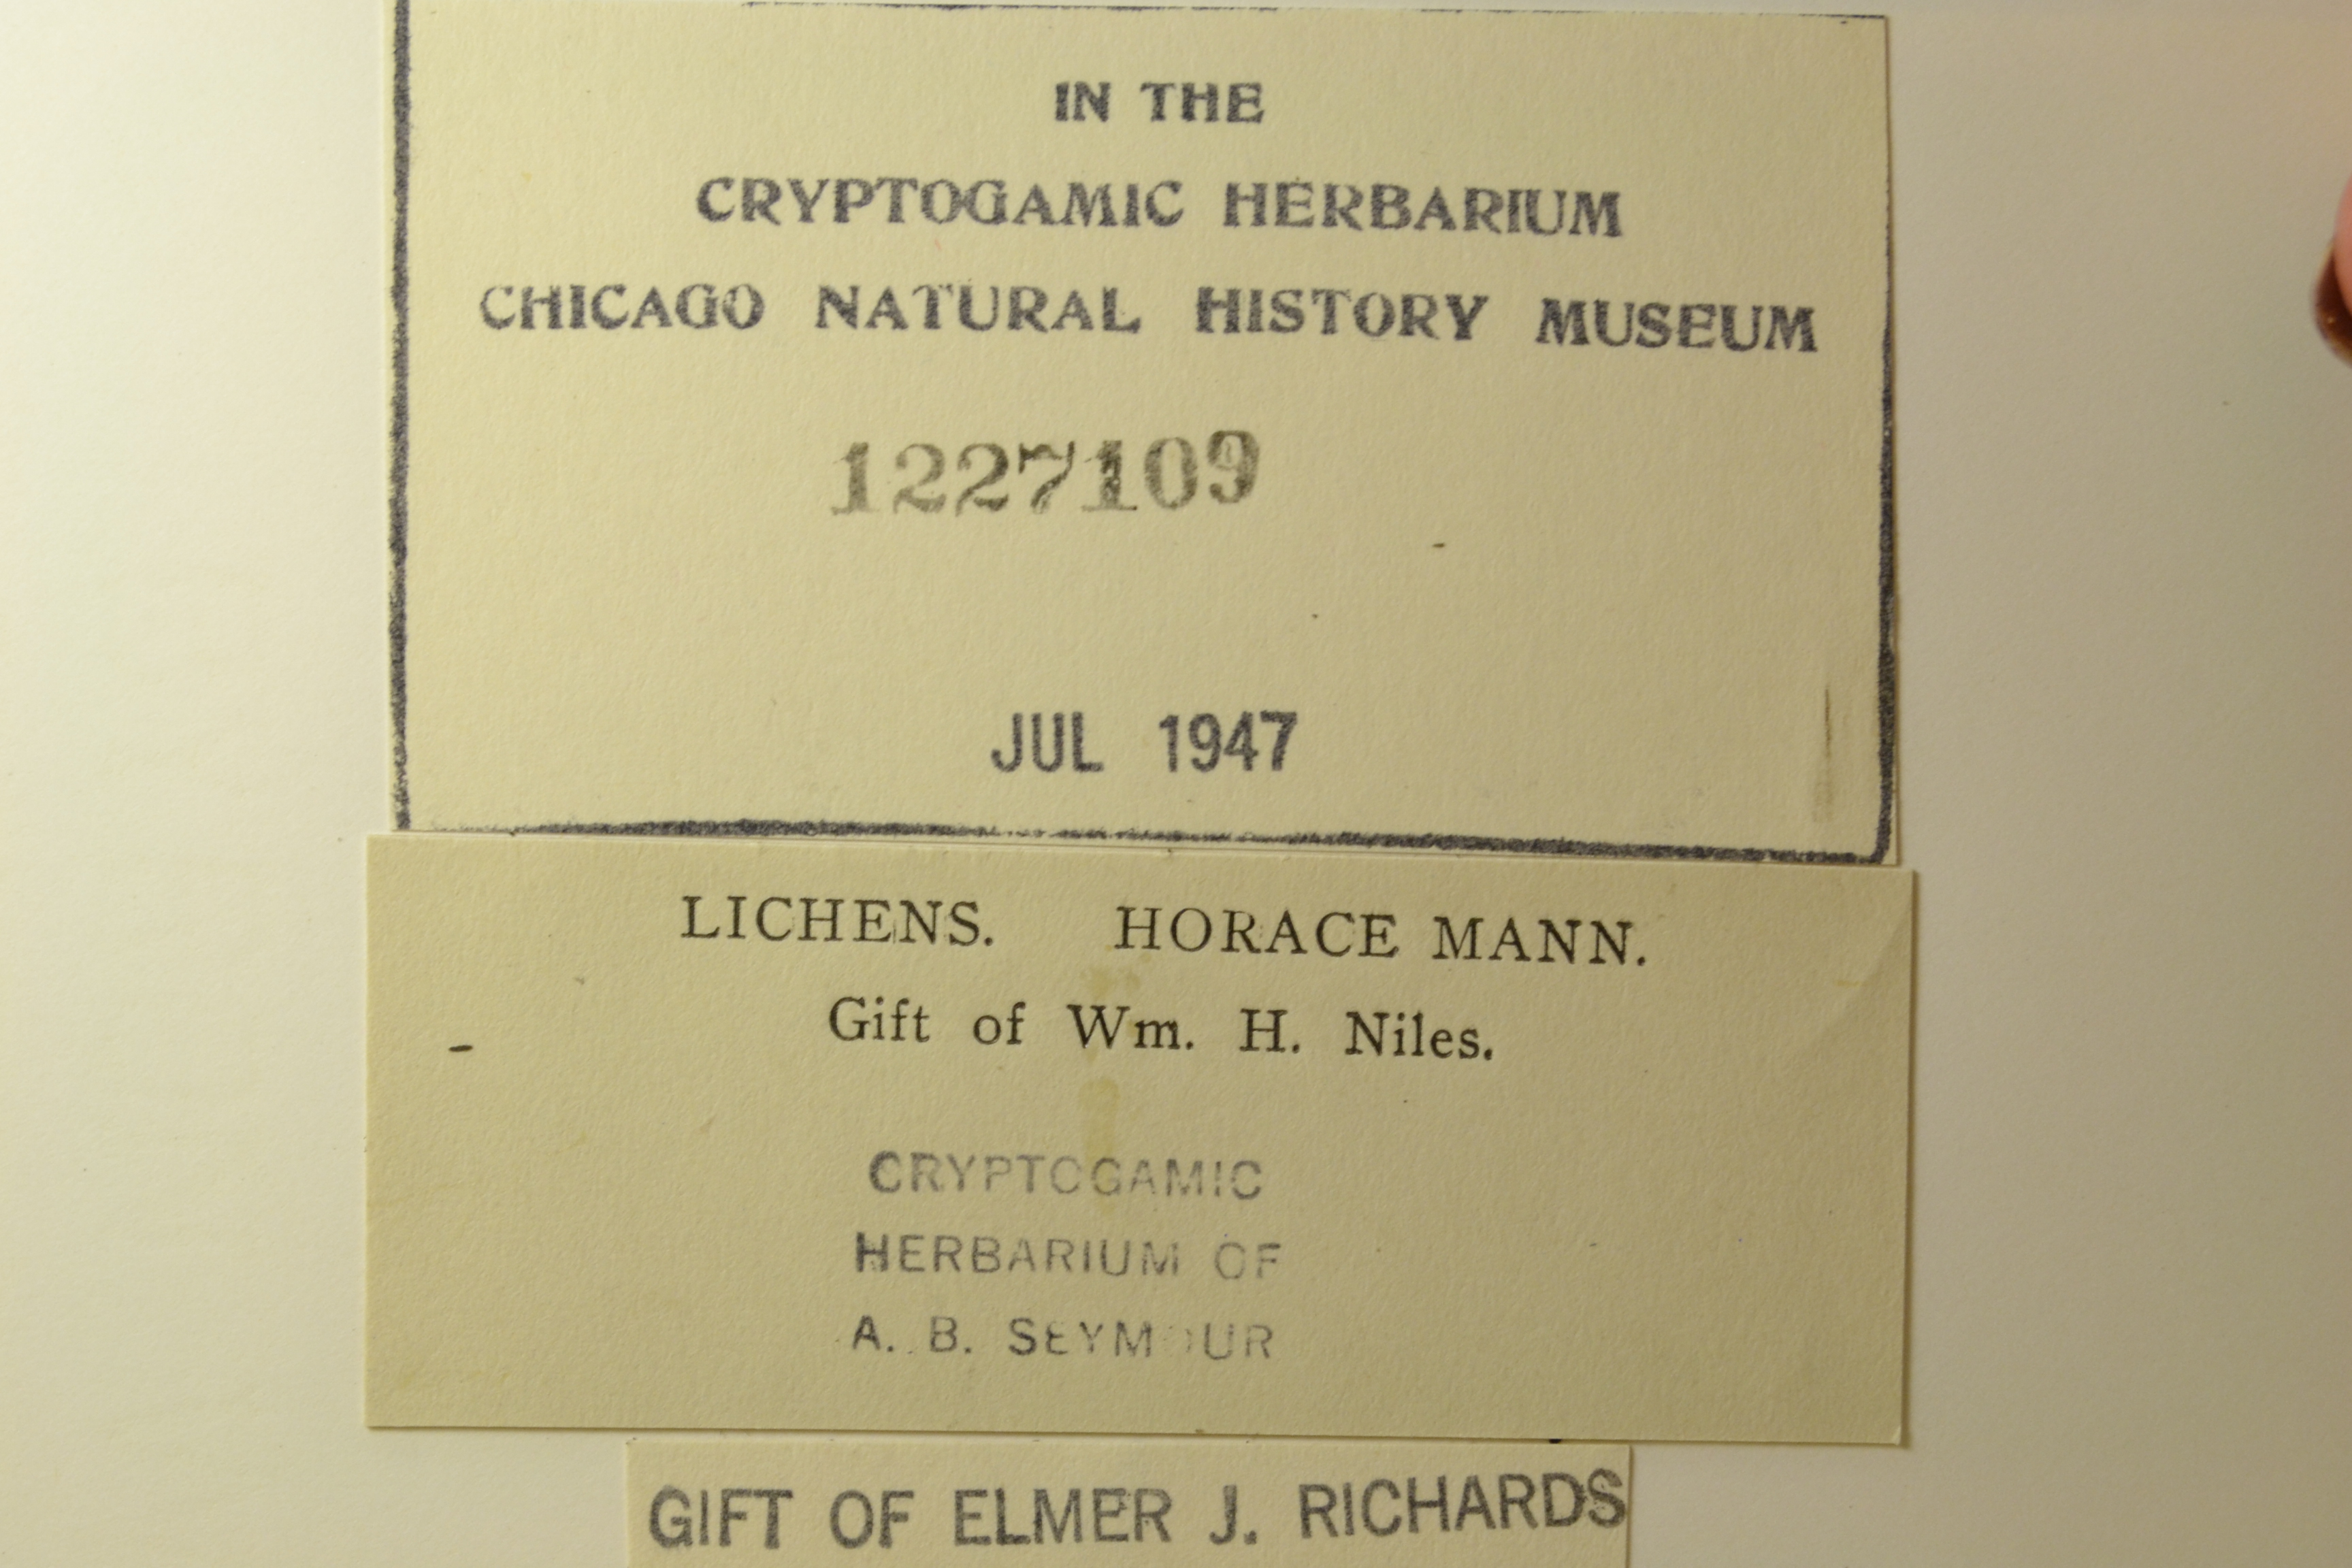 IN THE
CRYPTOGAMIC HERBARIUM
CHICAGO NATURAL HISTORY MUSEUM
1227109
JUL 1947
LICHENS. HORACE MANN.
Gift of Wm. H. Niles.
CRYPTOGAMIC
HERBARIUM OF
A. B. SEYMOUR
GIFT OF ELMER J. RICHARDS